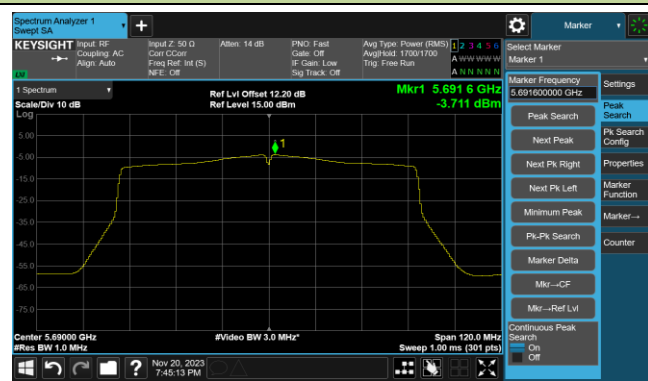 Spectrum Analyzer 1
Swept SA
Marker
KEYSIGHT
Input: RF
Coupling: AC
Align: Auto
Input Z: 50 Ω
Corr CCorr
Freq Ref: Int (S)
NFE: Off
Atten: 14 dB
PNO: Fast
Gate: Off
IF Gain: Low
Sig Track: Off
Avg Type: Power (RMS)
Avg|Hold: 1700/1700
Trig: Free Run
1 2 3 4 5 6
A W W W W W
A N N N N N
LU
Select Marker
Marker 1
1 Spectrum
Scale/Div 10 dB
Log
Ref Lvl Offset 12.20 dB
Ref Level 15.00 dBm
Mkr1 5.691 6 GHz
-3.711 dBm
1
5.00
-5.00
-15.0
-25.0
-35.0
-45.0
-55.0
-65.0
-75.0
Center 5.69000 GHz
#Res BW 1.0 MHz
#Video BW 3.0 MHz*
Span 120.0 MHz
Sweep 1.00 ms (301 pts)
Marker Frequency
5.691600000 GHz
Peak Search
Next Peak
Next Pk Right
Next Pk Left
Minimum Peak
Pk-Pk Search
Marker Delta
Mkr→CF
Mkr→Ref Lvl
Continuous Peak
Search
On
Off
Settings
Peak
Search
Pk Search
Config
Properties
Marker
Function
Marker→
Counter
Nov 20, 2023
7:45:13 PM